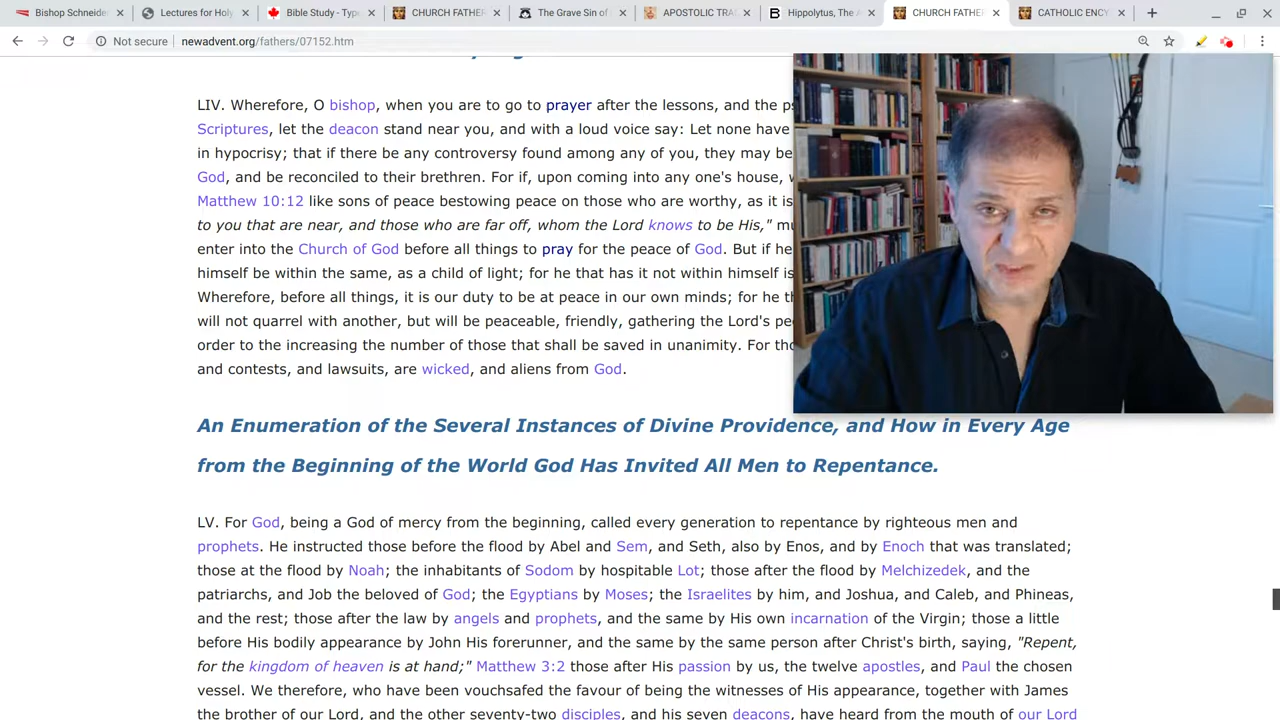 Bishop Schneider
Lectures for Holy
Bible Study - Type
CHURCH FATHER
The Grave Sin of
APOSTOLIC TRA
Hippolytus, The A
CHURCH FATHE
CATHOLIC ENCY
Not secure | newadvent.org/fathers/07152.htm
LIV. Wherefore, O bishop, when you are to go to prayer after the lessons, and the
Scriptures, let the deacon stand near you, and with a loud voice say: Let none have
in hypocrisy; that if there be any controversy found among any of you, they may be
God, and be reconciled to their brethren. For if, upon coming into any one's house,
Matthew 10:12 like sons of peace bestowing peace on those who are worthy, as it is
to you that are near, and those who are far off, whom the Lord knows to be His,"
enter into the Church of God before all things to pray for the peace of God. But if he
himself be within the same, as a child of light; for he that has it not within himself is
Wherefore, before all things, it is our duty to be at peace in our own minds; for he
will not quarrel with another, but will be peaceable, friendly, gathering the Lord's
order to the increasing the number of those that shall be saved in unanimity. For
and contests, and lawsuits, are wicked, and aliens from God.
An Enumeration of the Several Instances of Divine Providence, and How in Every Age
from the Beginning of the World God Has Invited All Men to Repentance.
LV. For God, being a God of mercy from the beginning, called every generation to repentance by righteous men and
prophets. He instructed those before the flood by Abel and Sem, and Seth, also by Enos, and by Enoch that was translated;
those at the flood by Noah; the inhabitants of Sodom by hospitable Lot; those after the flood by Melchizedek, and the
patriarchs, and Job the beloved of God; the Egyptians by Moses; the Israelites by him, and Joshua, and Caleb, and Phineas,
and the rest; those after the law by angels and prophets, and the same by His own incarnation of the Virgin; those a little
before His bodily appearance by John His forerunner, and the same by the same person after Christ's birth, saying, "Repent,
for the kingdom of heaven is at hand;" Matthew 3:2 those after His passion by us, the twelve apostles, and Paul the chosen
vessel. We therefore, who have been vouchsafed the favour of being the witnesses of His appearance, together with James
the brother of our Lord, and the other seventy-two disciples, and his seven deacons, have heard from the mouth of our Lord